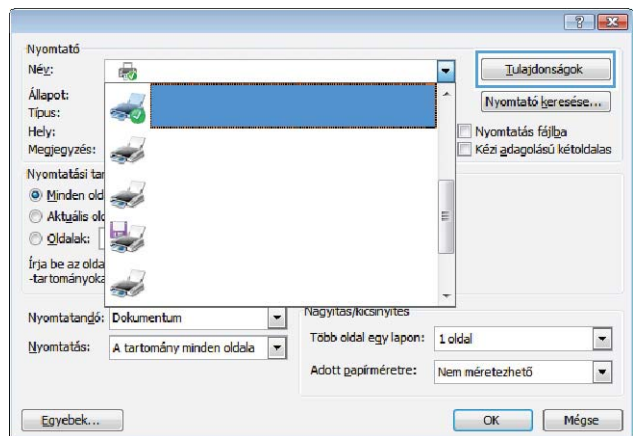 Nyomtató
Név:
Tulajdonságok
Állapot:
Nyomtató keresése...
Típus:
Hely:
Nyomtatás fájlba
Megjegyzés:
Kézi adagolású kétoldalas
Nyomtatási tar
Minden old
Aktuális old
Oldalak:
Írja be az olda
-tartományoka
Nagyítás/kicsinyítés
Nyomtatandó: Dokumentum
Több oldal egy lapon: 1 oldal
Nyomtatás: A tartomány minden oldala
Adott papírméretre: Nem méretezhető
Egyebek...
OK
Mégse